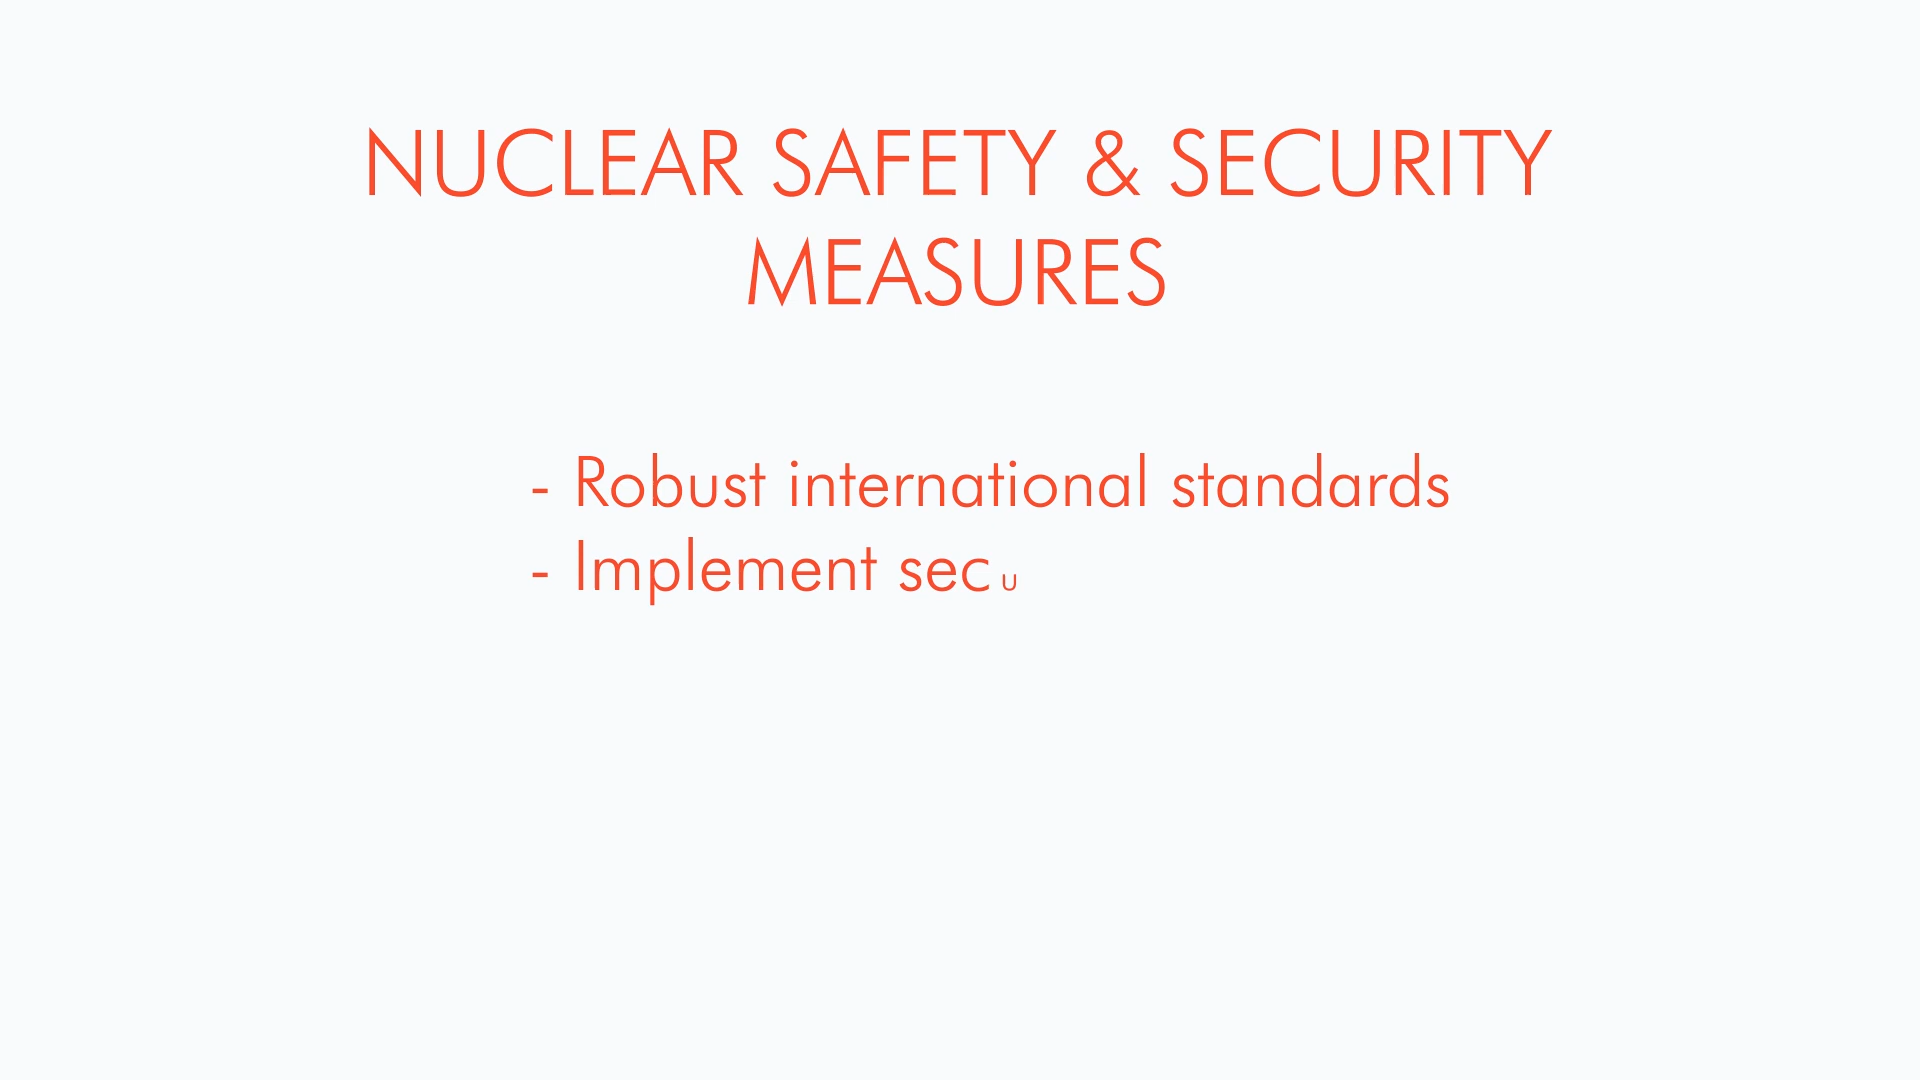 NUCLEAR SAFETY & SECURITY
MEASURES
- Robust international standards
- Implement secu